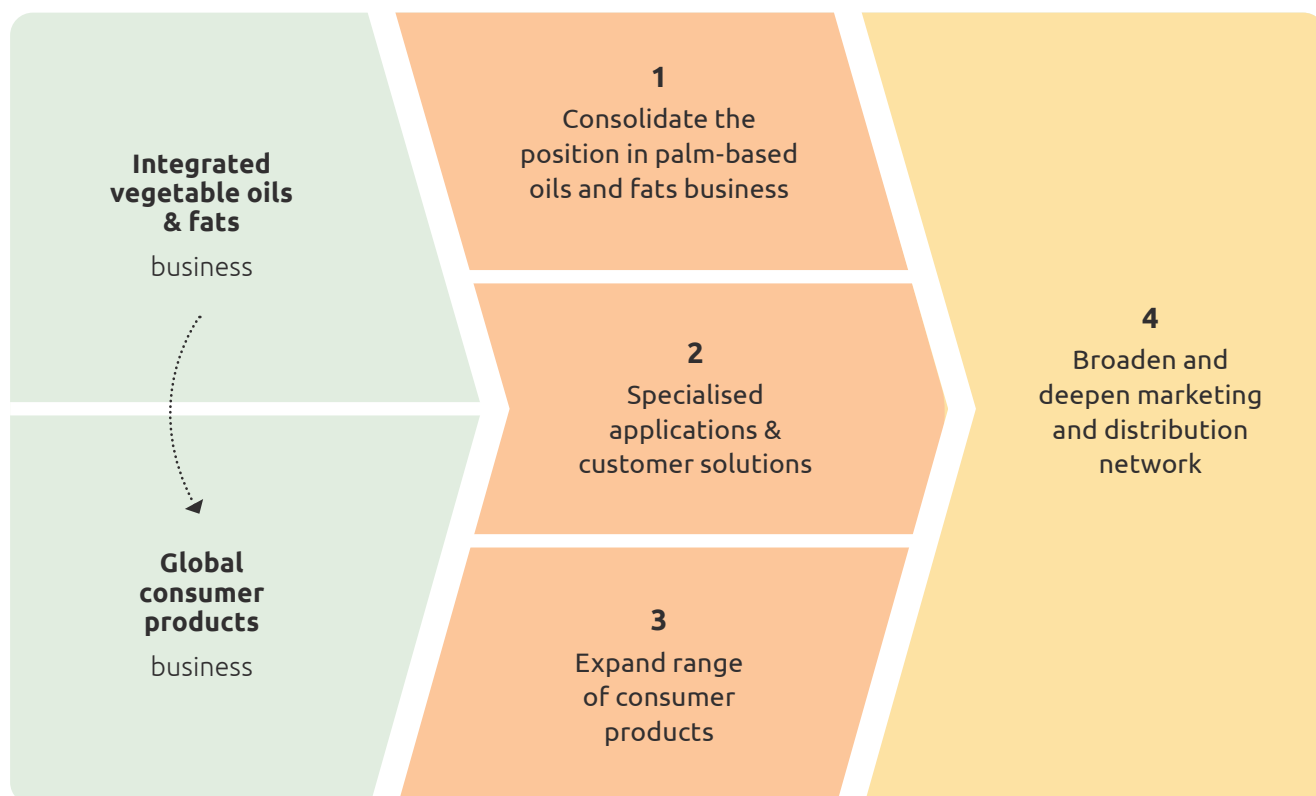 Integrated
vegetable oils
& fats
business
Global
consumer
products
business
1
Consolidate the
position in palm-based
oils and fats business
2
Specialised
applications &
customer solutions
3
Expand range
of consumer
products
4
Broaden and
deepen marketing
and distribution
network